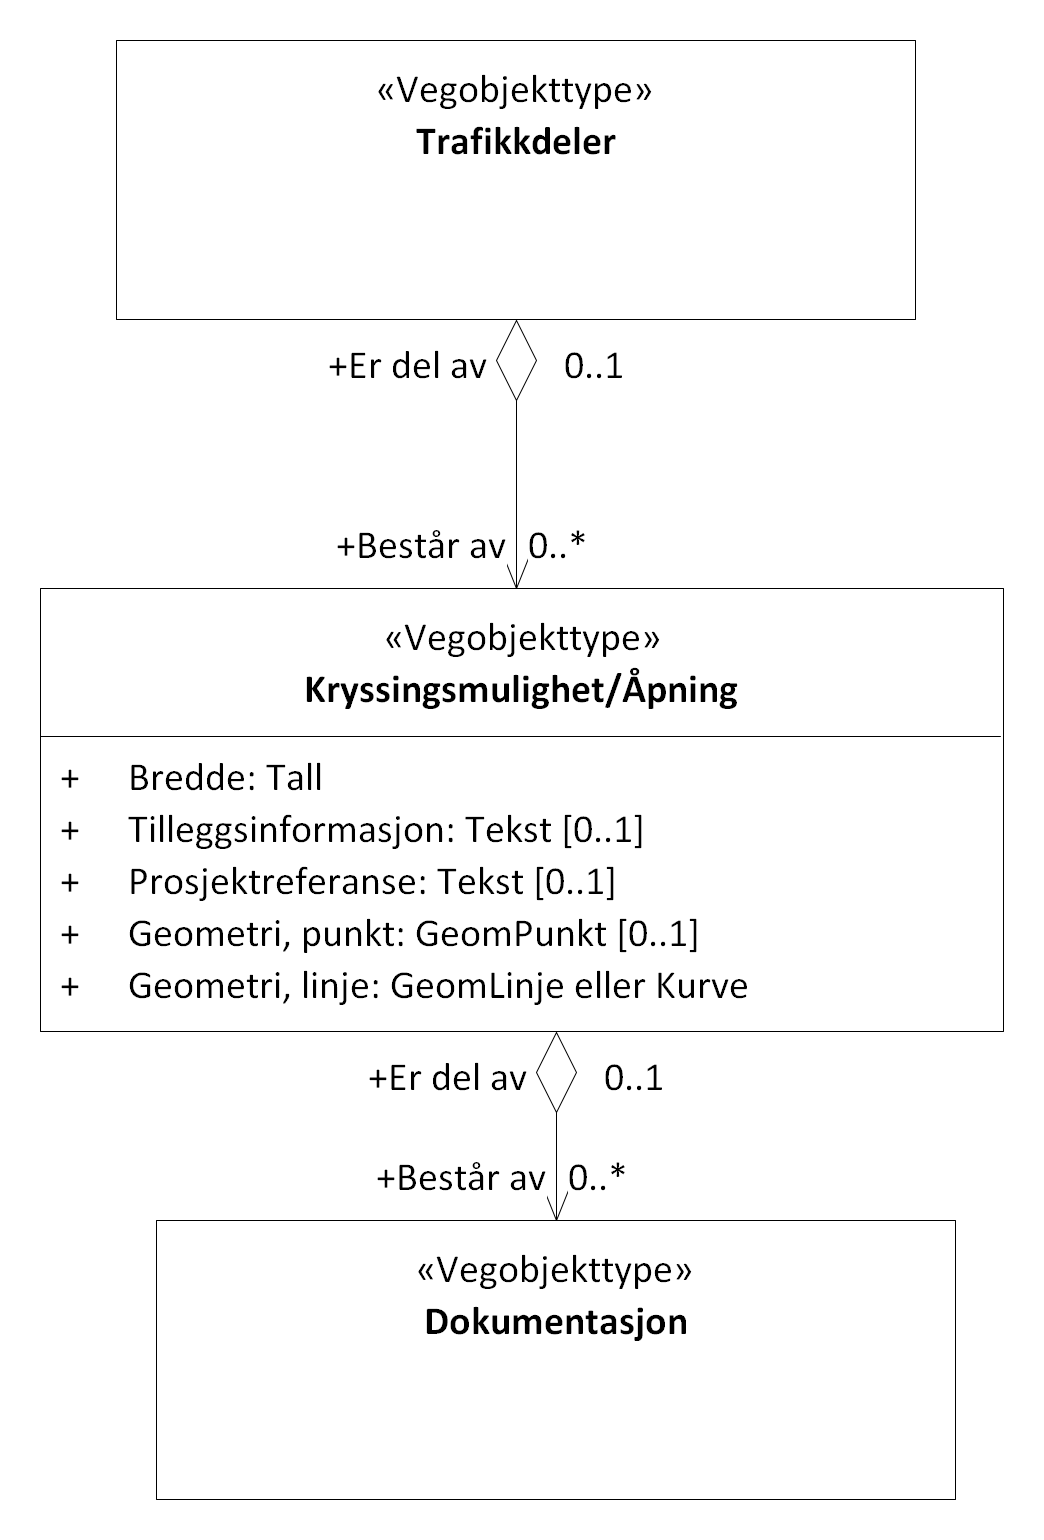 «Vegobjekttype»
Trafikkdeler
+Er del av 0..1
+Består av 0..*
«Vegobjekttype»
Kryssingsmulighet/Åpning
+ Bredde: Tall
+ Tilleggsinformasjon: Tekst [0..1]
+ Prosjektreferanse: Tekst [0..1]
+ Geometri, punkt: GeomPunkt [0..1]
+ Geometri, linje: GeomLinje eller Kurve
+Er del av 0..1
+Består av 0..*
«Vegobjekttype»
Dokumentasjon